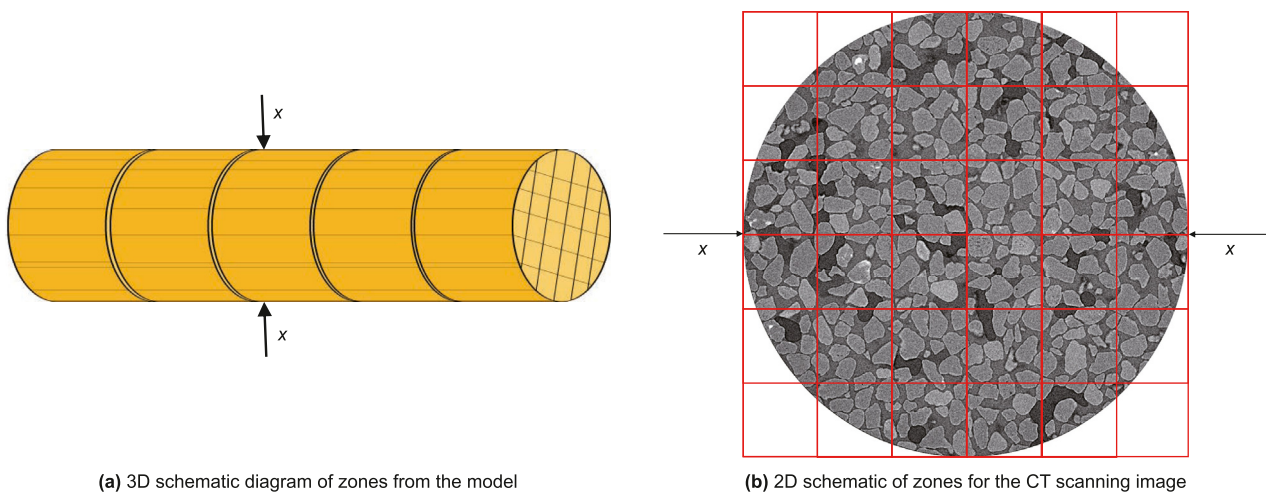 x
x
x
x
(a) 3D schematic diagram of zones from the model
(b) 2D schematic of zones for the CT scanning image